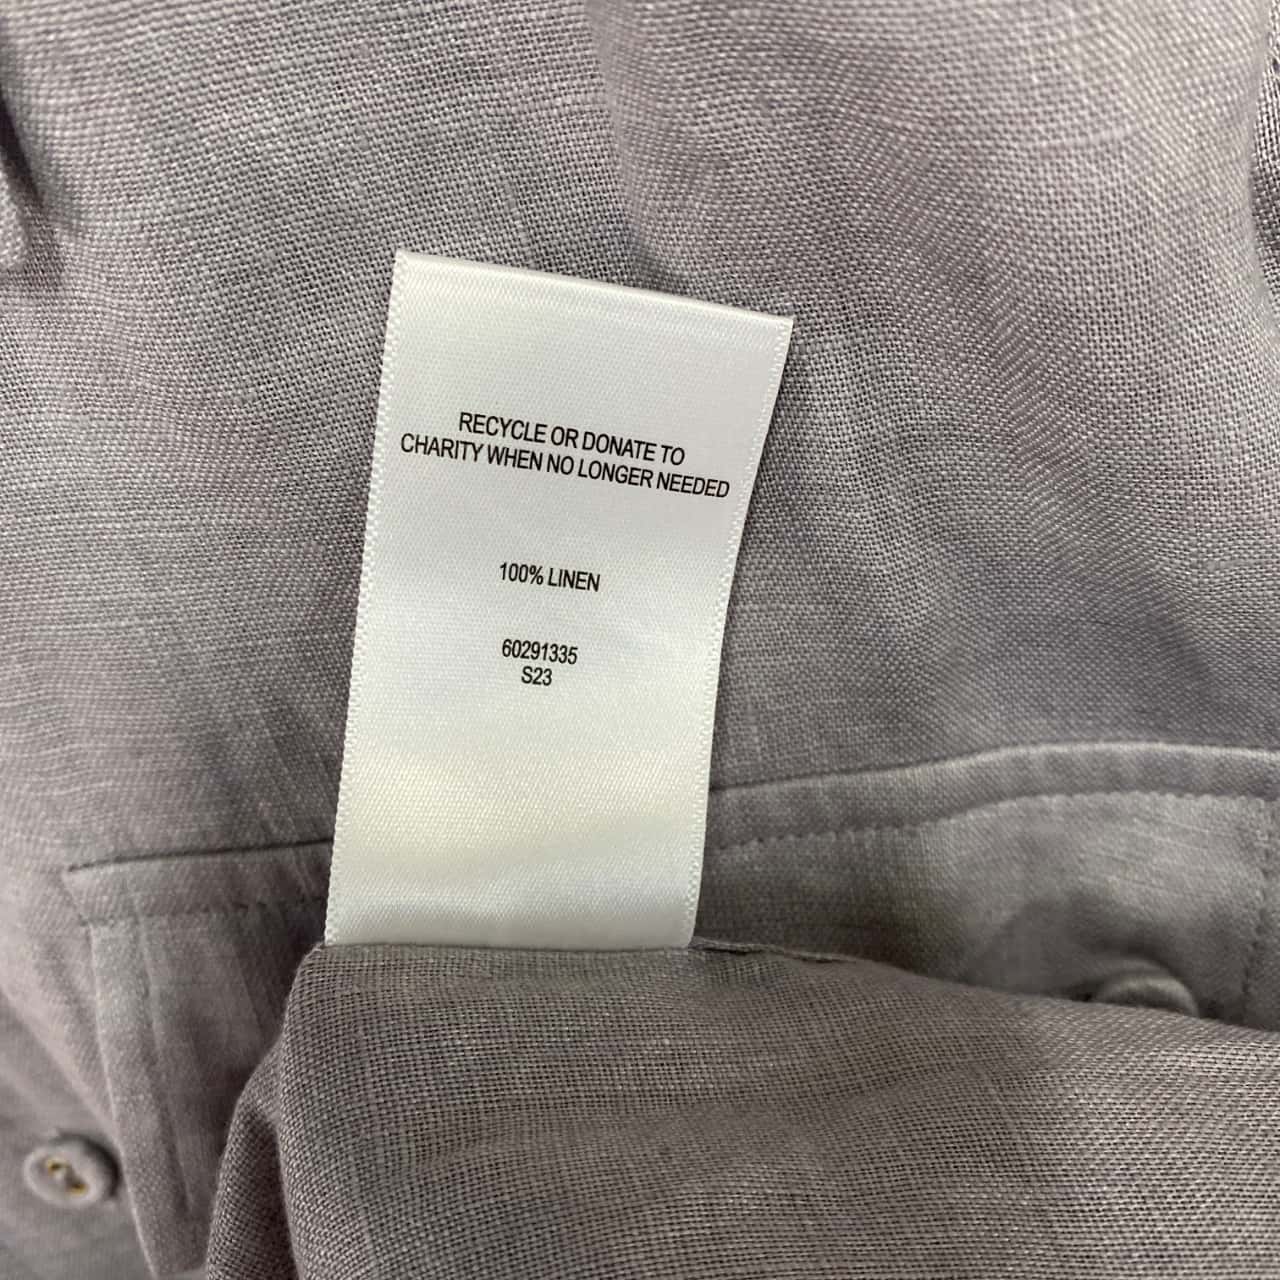 RECYCLE OR DONATE TO
CHARITY WHEN NO LONGER NEEDED
100% LINEN
60291335
S23